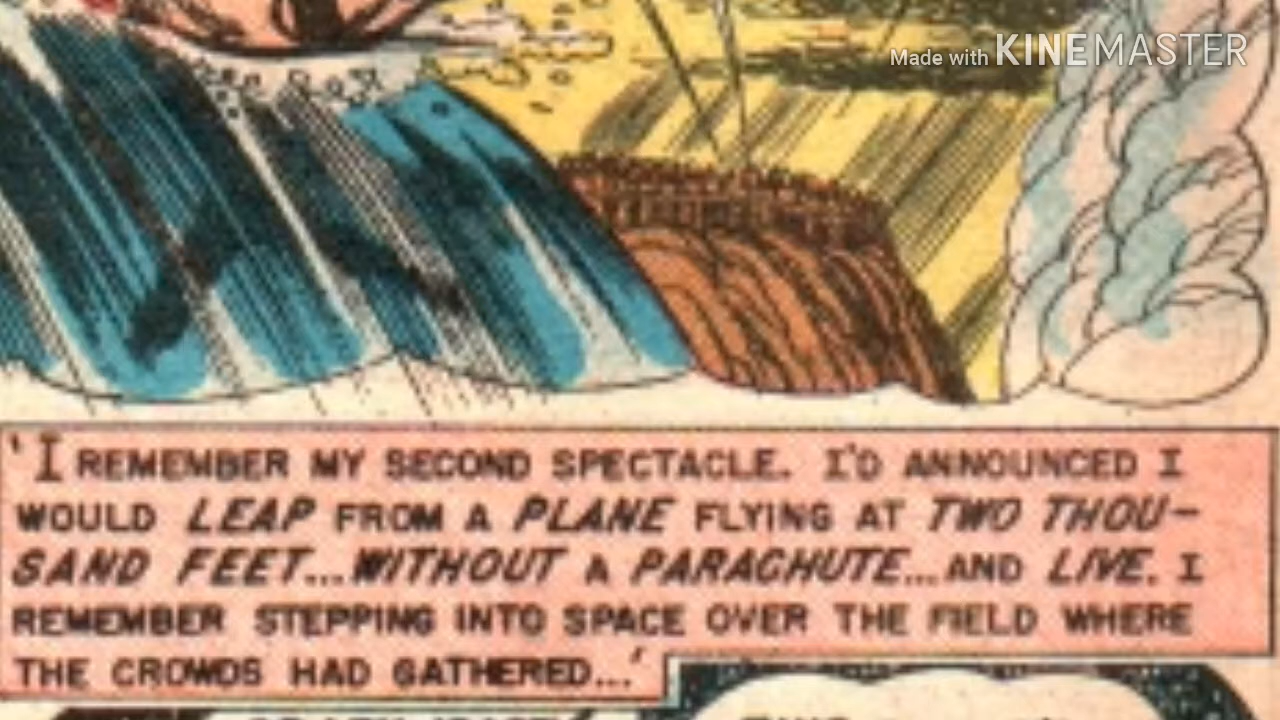 Made with KINEMASTER
'I REMEMBER MY SECOND SPECTACLE. I'D ANNOUNCED I
WOULD LEAP FROM A PLANE FLYING AT TWO THOU-
SAND FEET...WITHOUT A PARACHUTE...AND LIVE. I
REMEMBER STEPPING INTO SPACE OVER THE FIELD WHERE
THE CROWDS HAD GATHERED...'